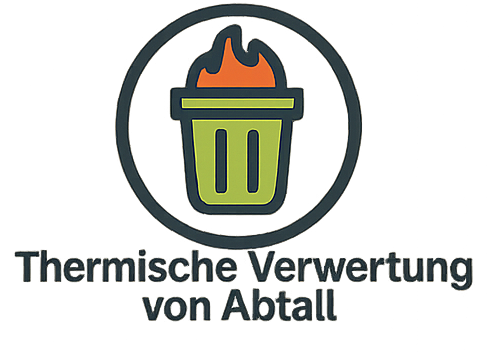 Thermische Verwertung
von Abtall